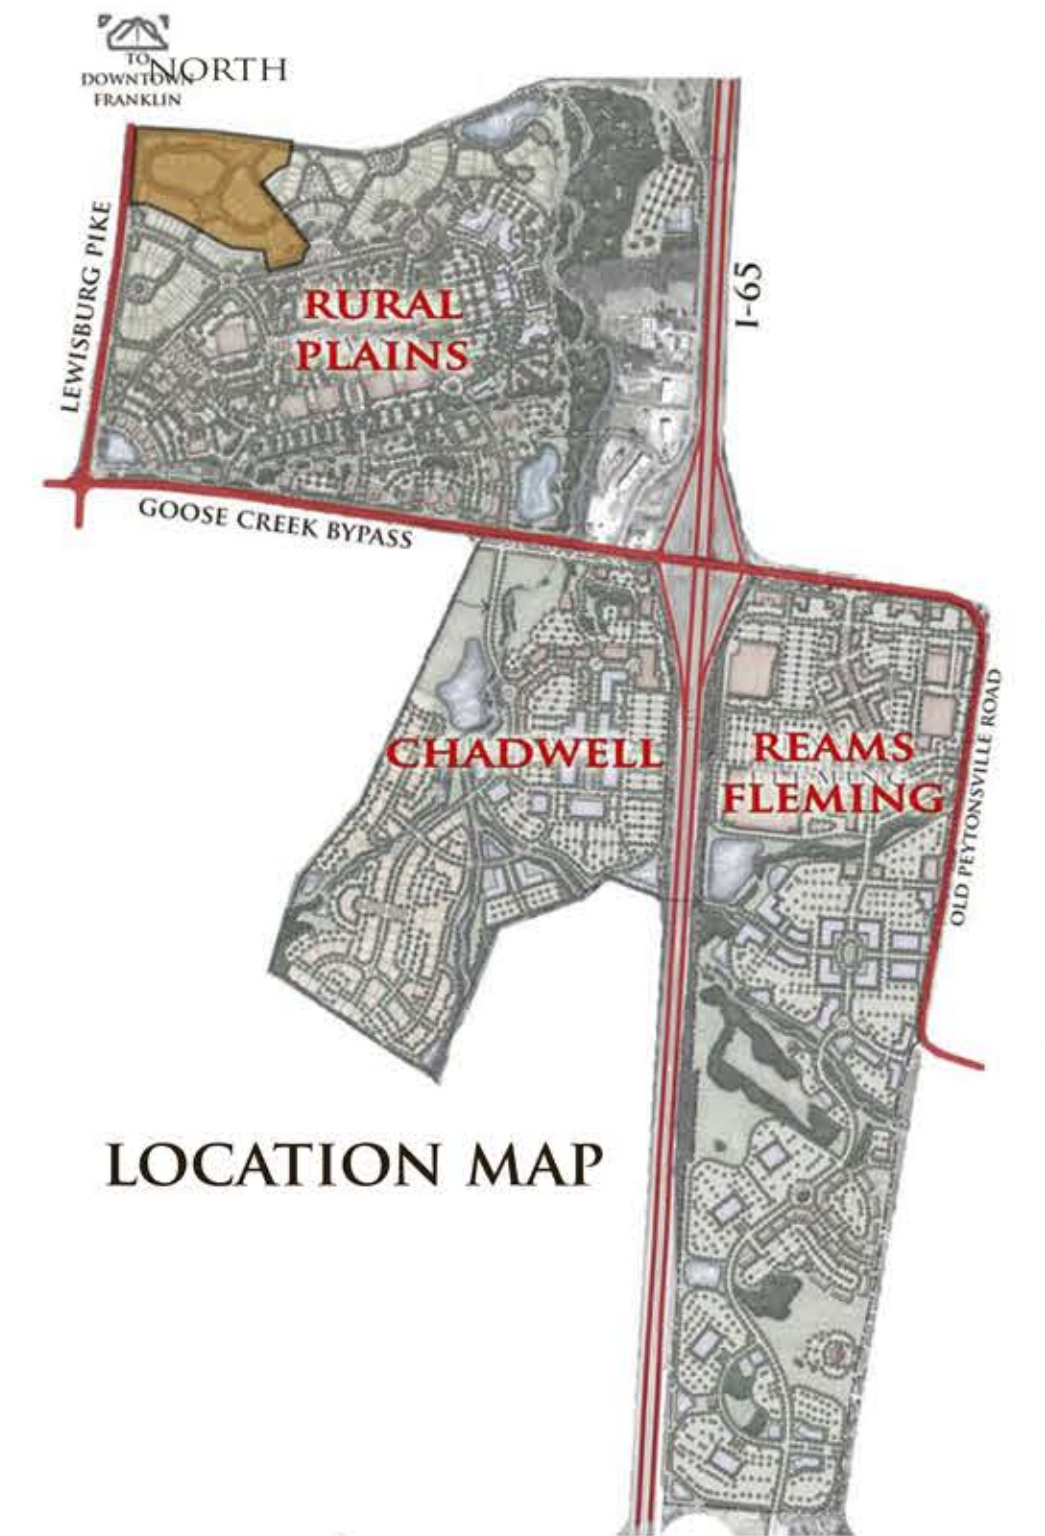 TO
NORTH
DOWNTOWN
FRANKLIN
LEWISBURG PIKE
I-65
RURAL
PLAINS
GOOSE CREEK BYPASS
CHADWELL
REAMS
FLEMING
OLD PEYTONSVILLE ROAD
LOCATION MAP